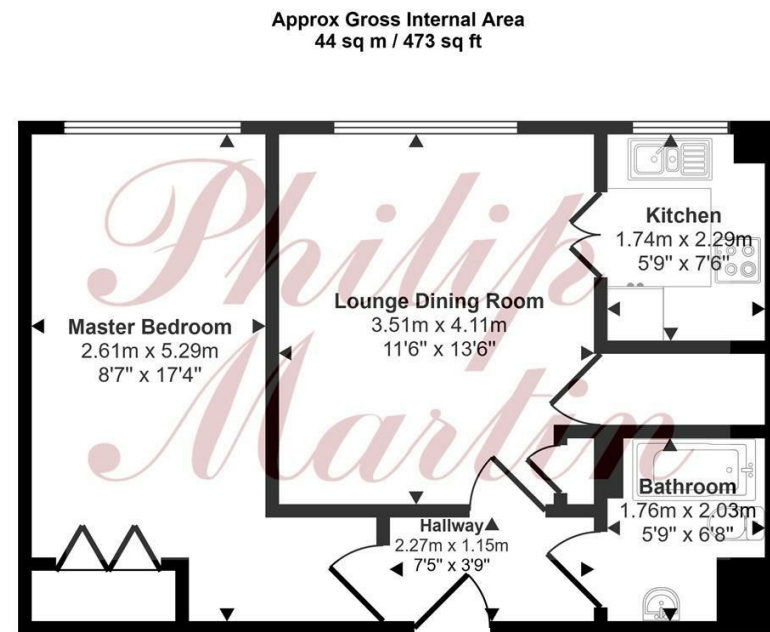 Approx Gross Internal Area
44 sq m / 473 sq ft
Philip
Martin
Master Bedroom
2.61m x 5.29m
8'7" x 17'4"
Lounge Dining Room
3.51m x 4.11m
11'6" x 13'6"
Kitchen
1.74m x 2.29m
5'9" x 7'6"
Hallway
2.27m x 1.15m
7'5" x 3'9"
Bathroom
1.76m x 2.03m
5'9" x 6'8"